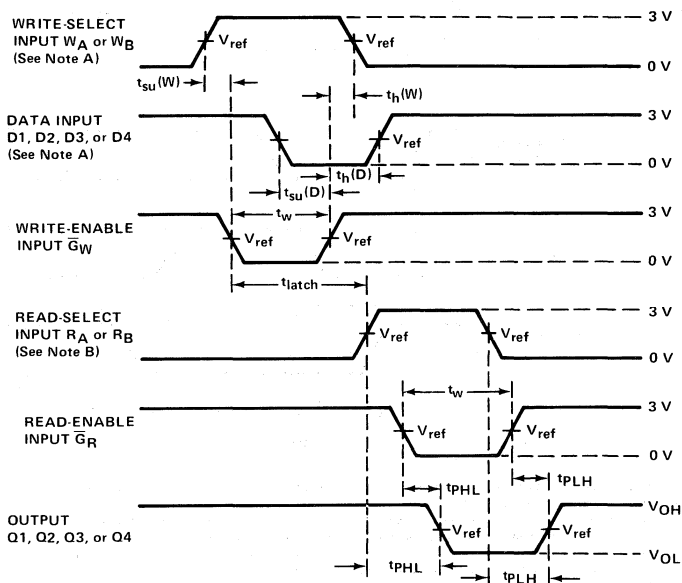 WRITE-SELECT
INPUT WA or WB
(See Note A)
Vref
Vref
3 V
0 V
tsu(W)
th(W)
DATA INPUT
D1, D2, D3, or D4
(See Note A)
Vref
3 V
0 V
th(D)
tsu(D)
WRITE-ENABLE
INPUT G̅W
tw
Vref
Vref
3 V
0 V
tlatch
READ-SELECT
INPUT RA or RB
(See Note B)
Vref
Vref
3 V
0 V
READ-ENABLE
INPUT G̅R
tw
Vref
Vref
3 V
0 V
tPHL
tPLH
OUTPUT
Q1, Q2, Q3, or Q4
Vref
Vref
VOH
VOL
tPHL
tPLH